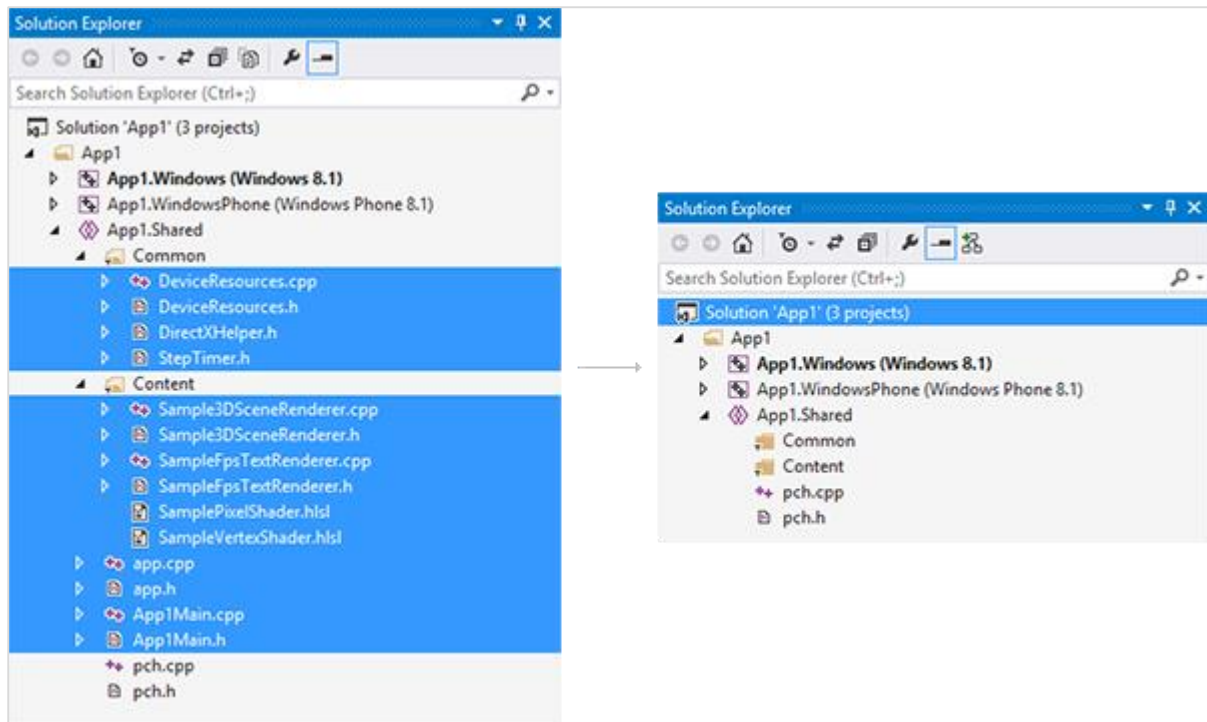 Solution Explorer
Search Solution Explorer (Ctrl+;)
Solution 'App1' (3 projects)
App1
App1.Windows (Windows 8.1)
App1.WindowsPhone (Windows Phone 8.1)
App1.Shared
Common
DeviceResources.cpp
DeviceResources.h
DirectXHelper.h
StepTimer.h
Content
Sample3DSceneRenderer.cpp
Sample3DSceneRenderer.h
SampleFpsTextRenderer.cpp
SampleFpsTextRenderer.h
SamplePixelShader.hlsl
SampleVertexShader.hlsl
app.cpp
app.h
App1Main.cpp
App1Main.h
pch.cpp
pch.h
Solution Explorer
Search Solution Explorer (Ctrl+;)
Solution 'App1' (3 projects)
App1
App1.Windows (Windows 8.1)
App1.WindowsPhone (Windows Phone 8.1)
App1.Shared
Common
Content
pch.cpp
pch.h